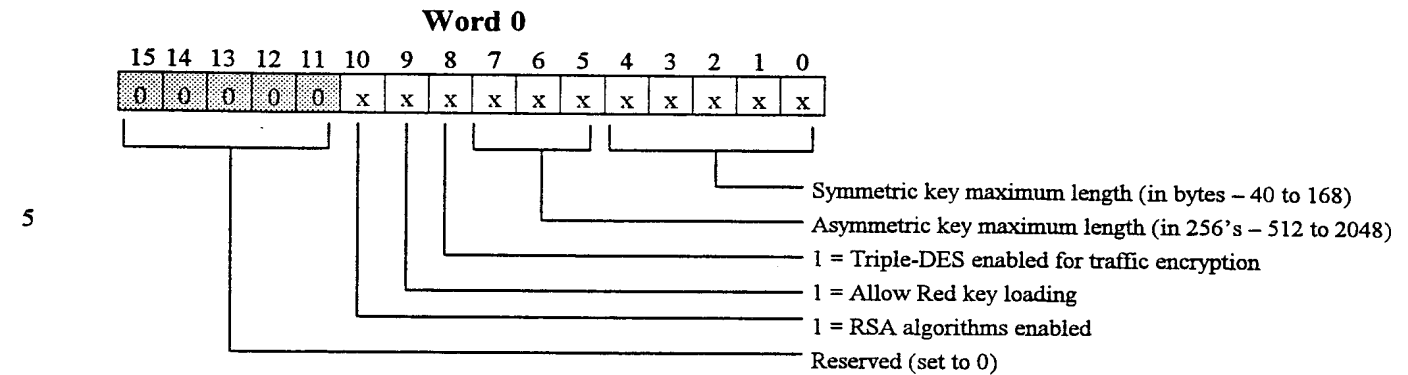 Word 0
15 14 13 12 11 10 9 8 7 6 5 4 3 2 1 0
0 0 0 0 0 x x x x x x x x x x x
Symmetric key maximum length (in bytes – 40 to 168)
5
Asymmetric key maximum length (in 256's – 512 to 2048)
1 = Triple-DES enabled for traffic encryption
1 = Allow Red key loading
1 = RSA algorithms enabled
Reserved (set to 0)